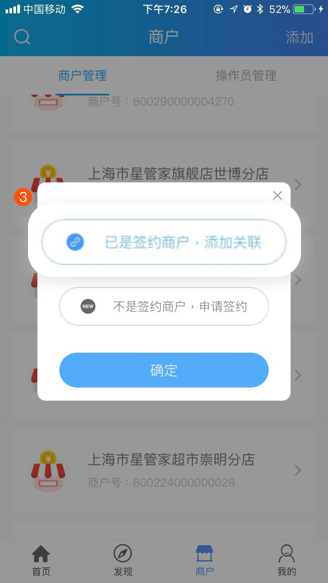 中国移动 下午7:26 52%
商户 添加
商户管理 操作员管理
商户号：800290000004270
上海市星管家旗舰店世博分店
3
已是签约商户，添加关联
NEW 不是签约商户，申请签约
确定
上海市星管家超市崇明分店
商户号：800224000000028
首页 发现 商户 我的